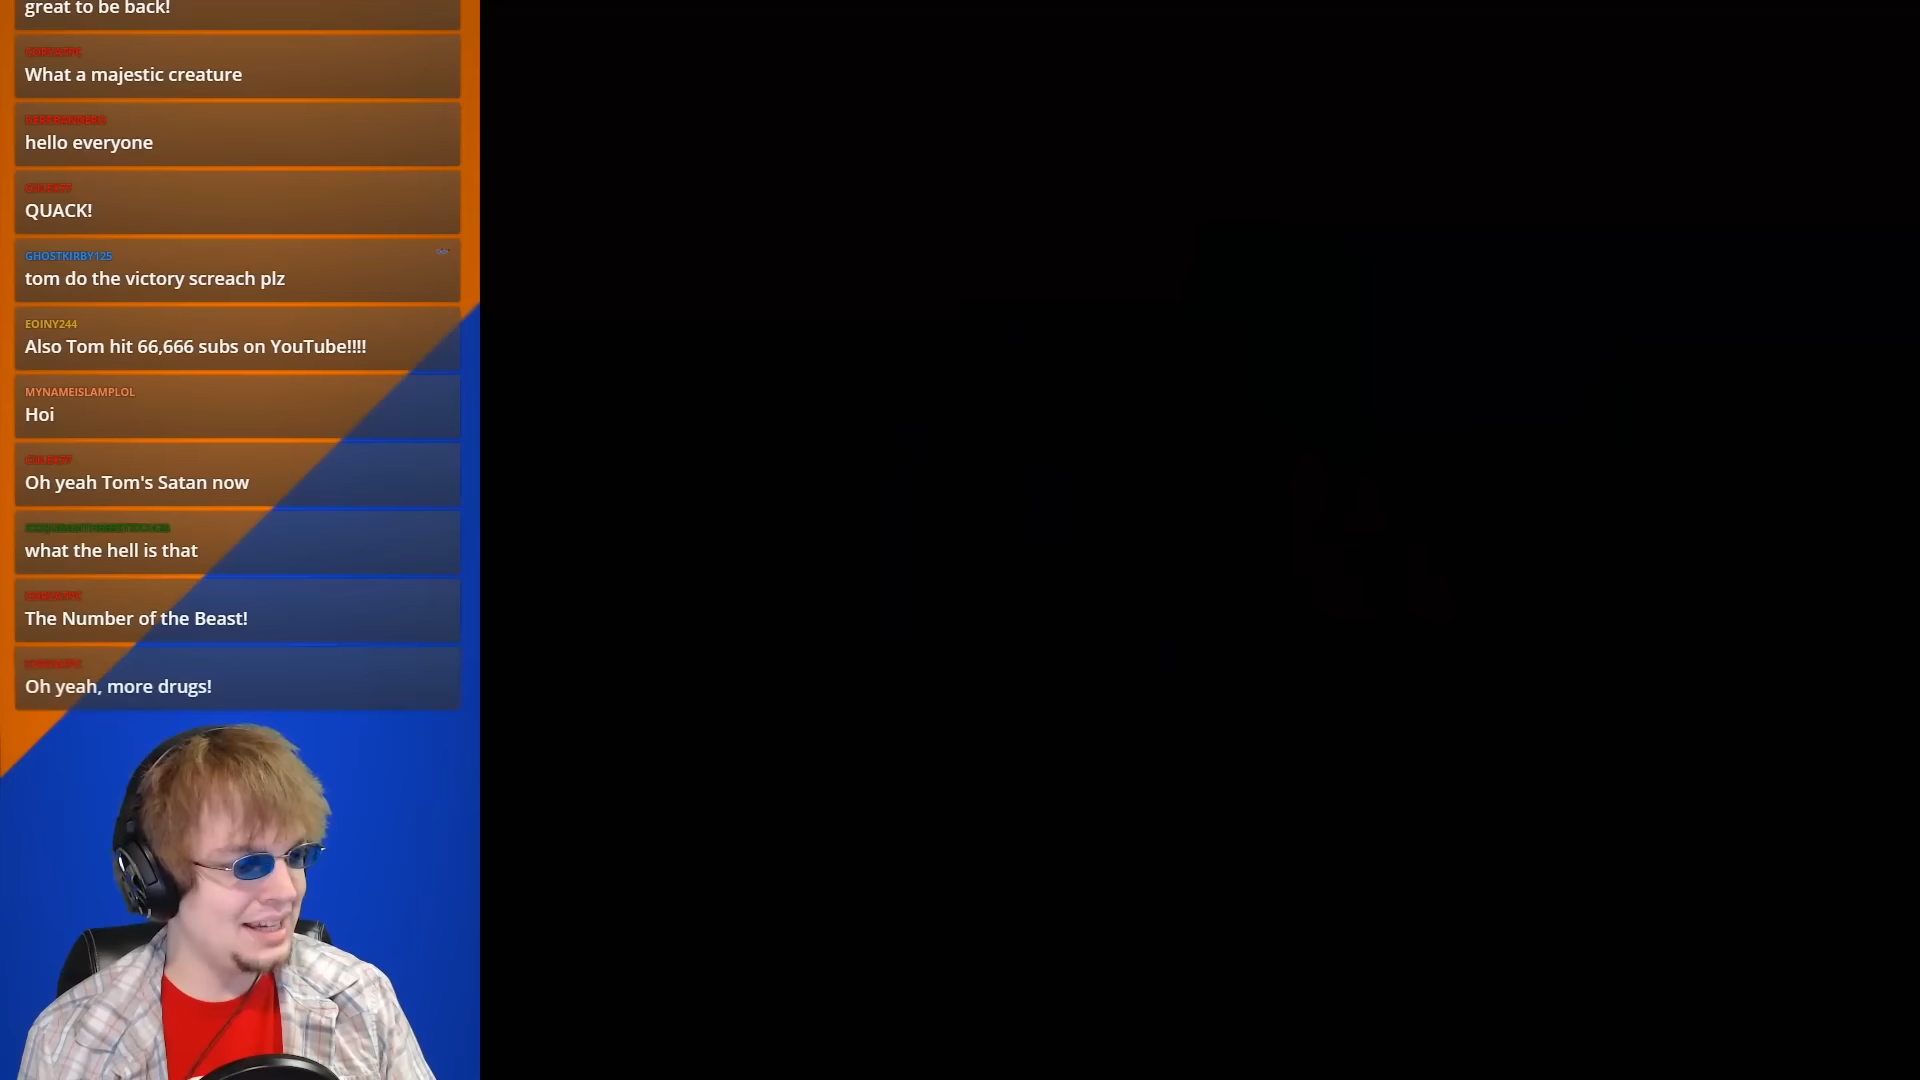 great to be back!
What a majestic creature
hello everyone
QUACK!
GHOSTKIRBY125
tom do the victory screach plz
EOINY244
Also Tom hit 66,666 subs on YouTube!!!!
MYNAMEISLAMPLOL
Hoi
Oh yeah Tom's Satan now
what the hell is that
The Number of the Beast!
Oh yeah, more drugs!